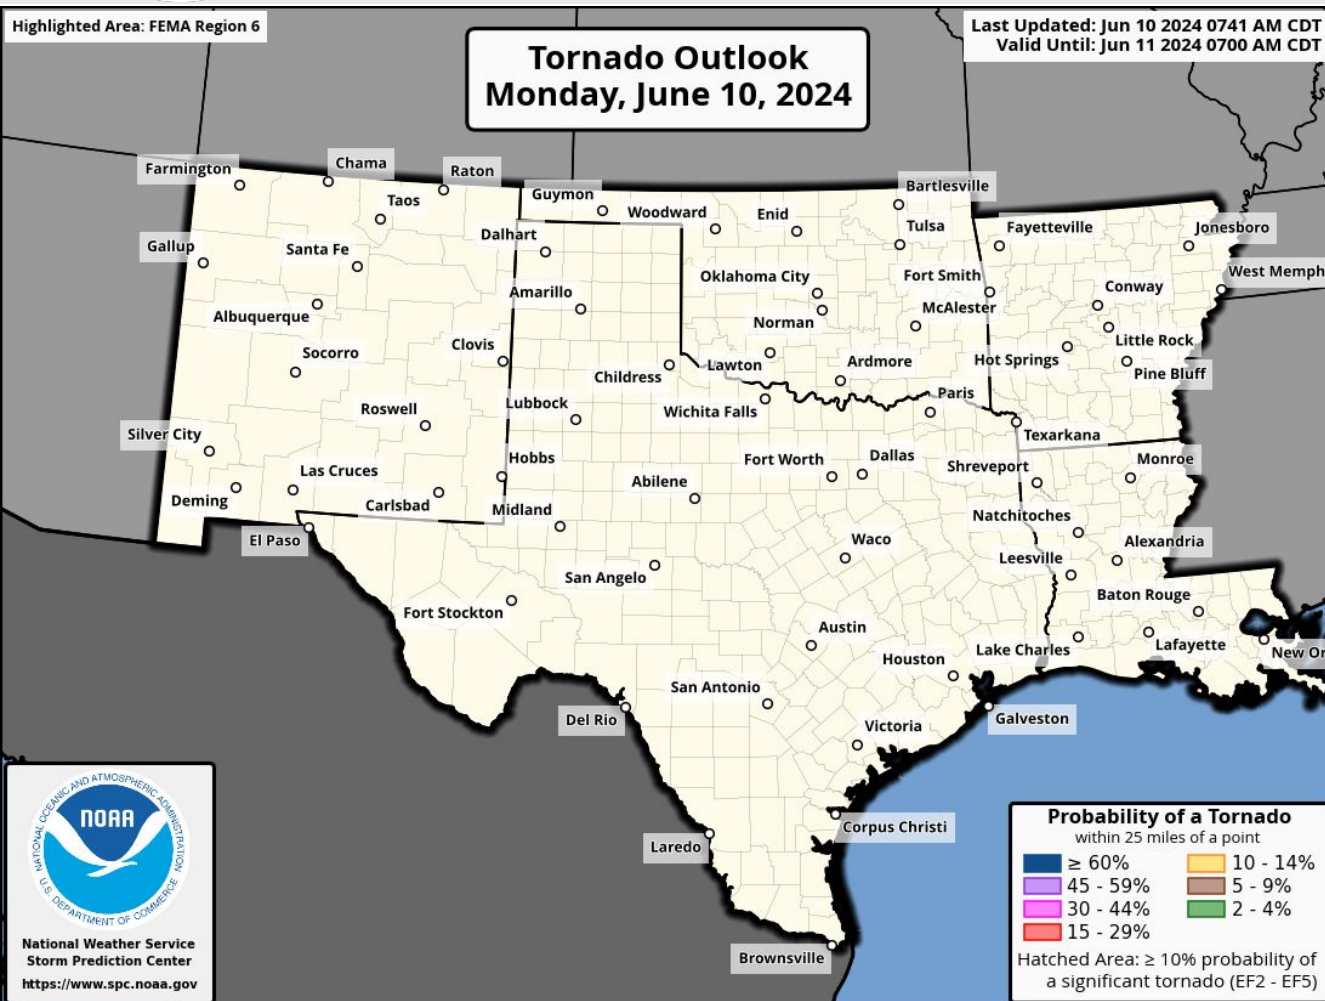 Highlighted Area: FEMA Region 6
Last Updated: Jun 10 2024 0741 AM CDT
Valid Until: Jun 11 2024 0700 AM CDT
Tornado Outlook
Monday, June 10, 2024
Farmington
Chama
Raton
Taos
Guymon
Woodward
Enid
Bartlesville
Tulsa
Fayetteville
Jonesboro
Gallup
Santa Fe
Dalhart
Oklahoma City
Fort Smith
West Memph
Amarillo
Conway
Albuquerque
Norman
McAlester
Little Rock
Socorro
Clovis
Childress
Lawton
Ardmore
Hot Springs
Pine Bluff
Roswell
Lubbock
Wichita Falls
Paris
Texarkana
Silver City
Las Cruces
Hobbs
Abilene
Fort Worth
Dallas
Shreveport
Monroe
Deming
Carlsbad
Midland
Natchitoches
El Paso
Waco
Leesville
Alexandria
San Angelo
Fort Stockton
Baton Rouge
Austin
Houston
Lake Charles
Lafayette
New Or
San Antonio
Del Rio
Victoria
Galveston
Laredo
Corpus Christi
Brownsville
NATIONAL OCEANIC AND ATMOSPHERIC ADMINISTRATION
NOAA
U.S. DEPARTMENT OF COMMERCE
National Weather Service
Storm Prediction Center
https://www.spc.noaa.gov
Probability of a Tornado
within 25 miles of a point
≥ 60% 10 - 14%
45 - 59% 5 - 9%
30 - 44% 2 - 4%
15 - 29%
Hatched Area: ≥ 10% probability of
a significant tornado (EF2 - EF5)